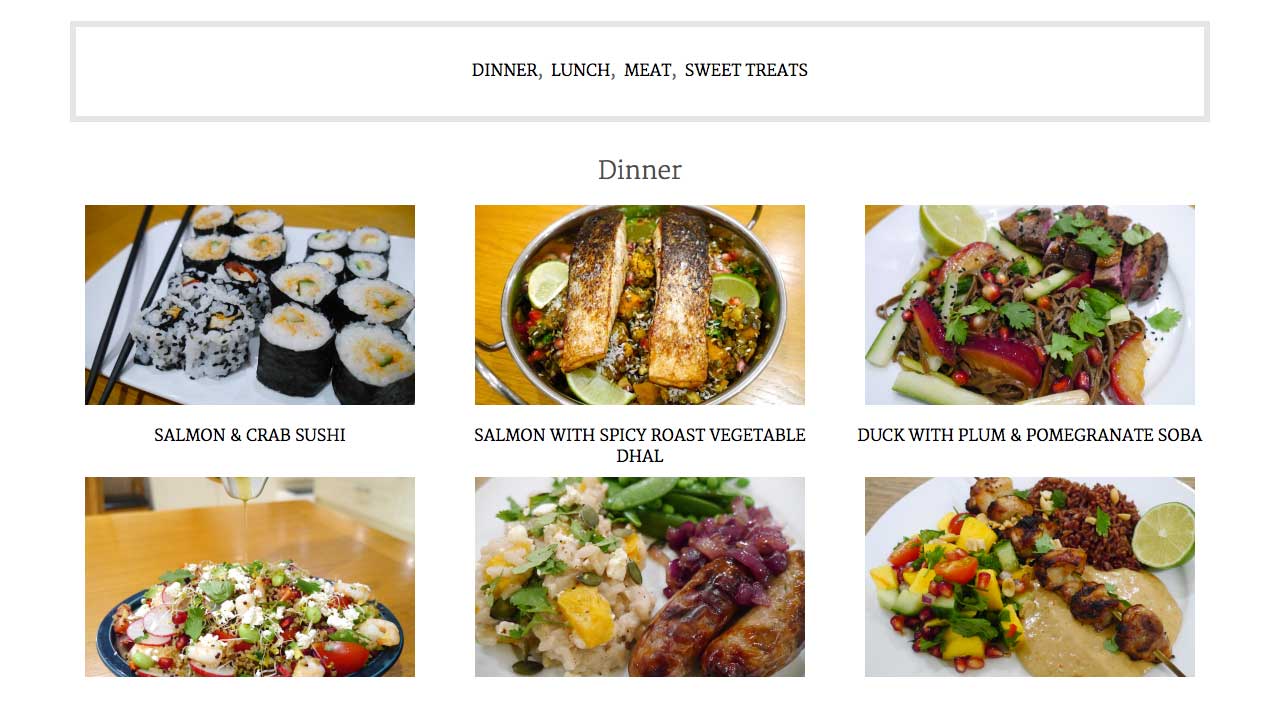 DINNER, LUNCH, MEAT, SWEET TREATS
Dinner
SALMON & CRAB SUSHI
SALMON WITH SPICY ROAST VEGETABLE
DHAL
DUCK WITH PLUM & POMEGRANATE SOBA